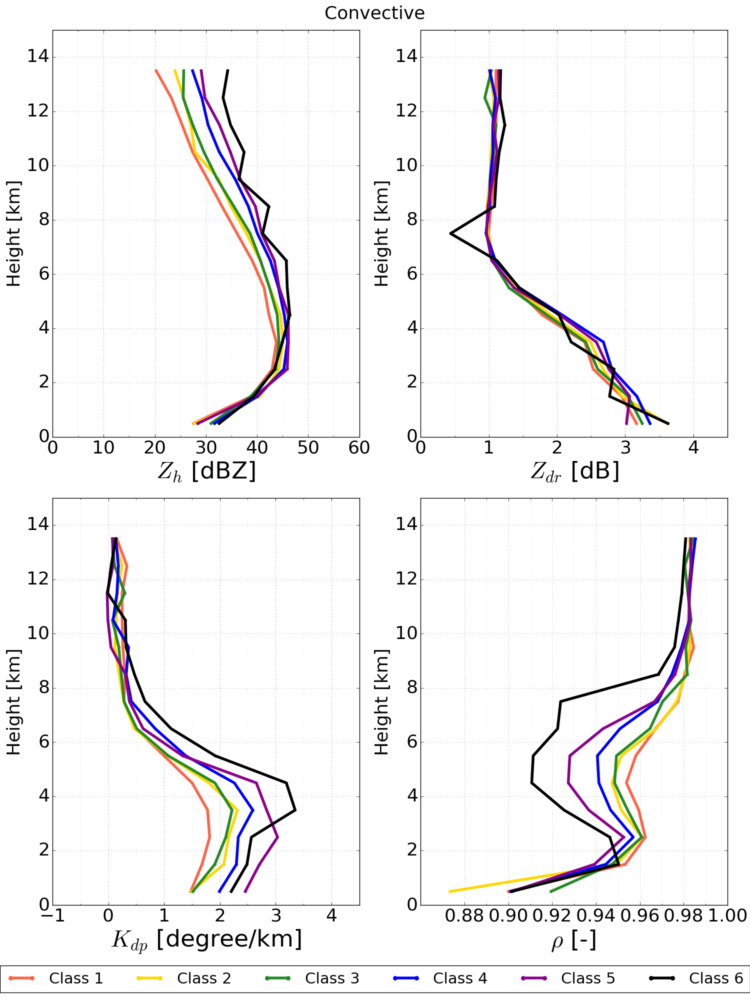 Convective
Height [km]
14
12
10
8
6
4
2
0
0 10 20 30 40 50 60
Z_h [dBZ]
Height [km]
14
12
10
8
6
4
2
0
0 1 2 3 4
Z_dr [dB]
Height [km]
14
12
10
8
6
4
2
0
−1 0 1 2 3 4
K_dp [degree/km]
Height [km]
14
12
10
8
6
4
2
0
0.88 0.90 0.92 0.94 0.96 0.98 1.00
ρ [-]
Class 1 Class 2 Class 3 Class 4 Class 5 Class 6